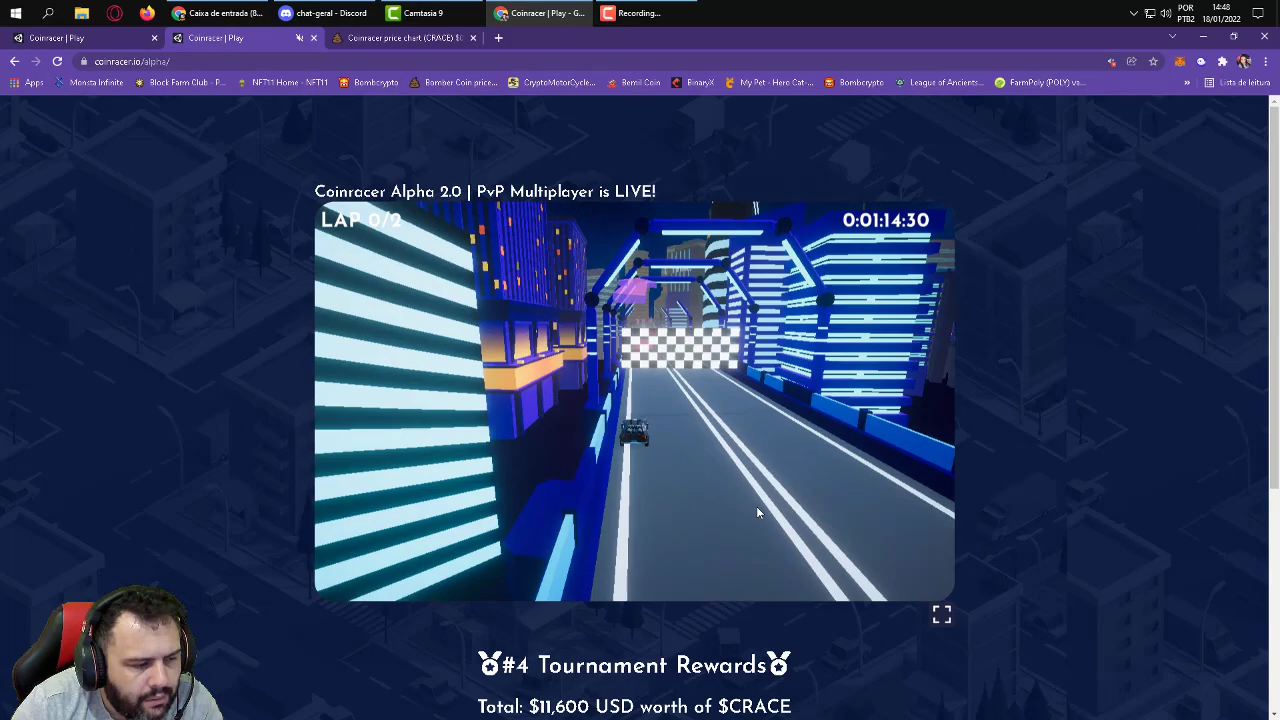 Caixa de entrada (8...
chat-geral - Discord
Camtasia 9
Coinracer | Play - G...
Recording...
POR
PTB2
14:48
18/01/2022
Coinracer | Play
Coinracer | Play
Coinracer price chart (CRACE) $0
coinracer.io/alpha/
Apps
Monsta Infinite
Block Farm Club - P...
NFT11 Home - NFT11
Bombcrypto
Bomber Coin price...
CryptoMotorCycle...
Bemil Coin
BinaryX
My Pet - Hero Cat -...
Bombcrypto
League of Ancients...
FarmPoly (POLY) va...
»
Lista de leitura
Coinracer Alpha 2.0 | PvP Multiplayer is LIVE!
LAP 0/2
0:01:14:30
#4 Tournament Rewards
Total: $11,600 USD worth of $CRACE